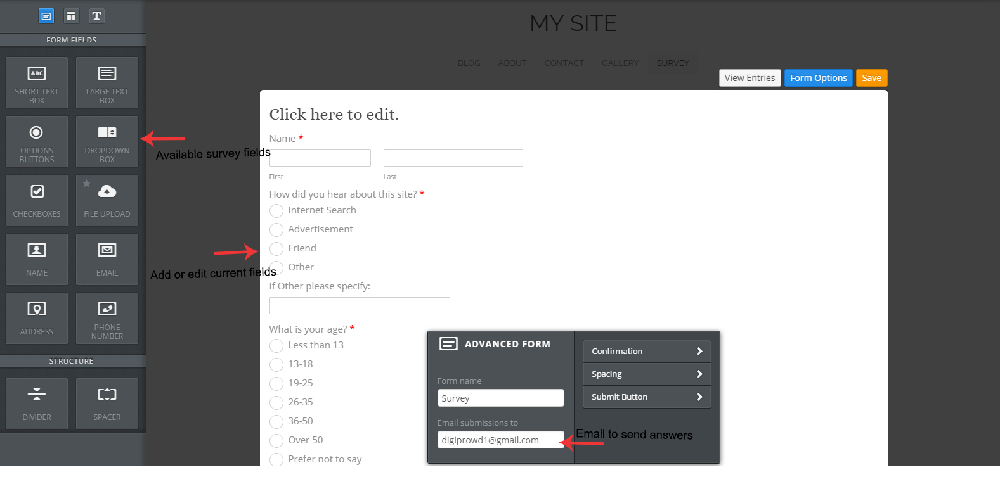 T
FORM FIELDS
ABC
SHORT TEXT
BOX
LARGE TEXT
BOX
OPTIONS
BUTTONS
DROPDOWN
BOX
CHECKBOXES
FILE UPLOAD
NAME
EMAIL
ADDRESS
PHONE
NUMBER
STRUCTURE
DIVIDER
SPACER
Available survey fields
Add or edit current fields
MY SITE
BLOG ABOUT CONTACT GALLERY SURVEY
View Entries Form Options Save
Click here to edit.
Name *
First Last
How did you hear about this site? *
Internet Search
Advertisement
Friend
Other
If Other please specify:
What is your age? *
Less than 13
13-18
19-25
26-35
36-50
Over 50
Prefer not to say
ADVANCED FORM
Form name
Survey
Email submissions to
digiprowd1@gmail.com
Confirmation
Spacing
Submit Button
Email to send answers